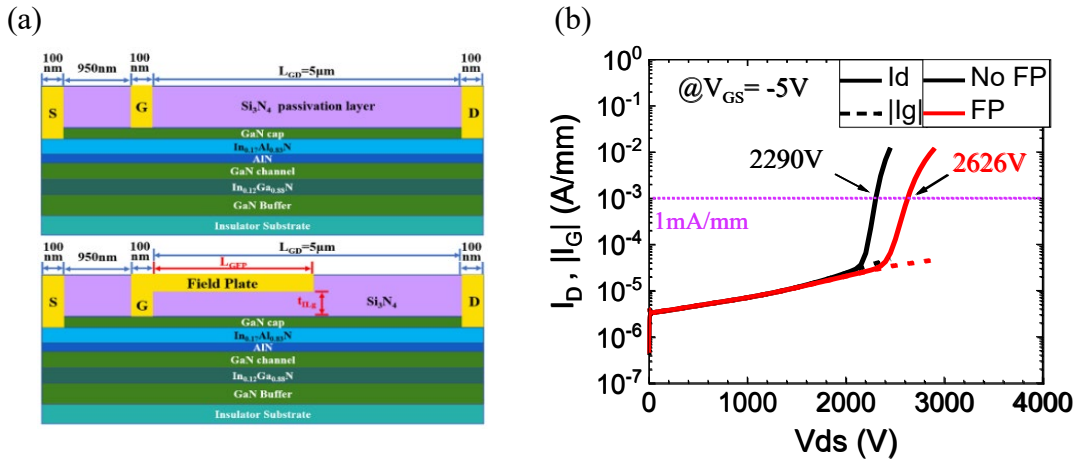 (a)
100 nm 950nm 100 nm L_GD=5μm 100 nm
S G Si3N4 passivation layer D
GaN cap
In0.17Al0.83N
AlN
GaN channel
In0.12Ga0.88N
GaN Buffer
Insulator Substrate
100 nm 950nm 100 nm L_GD=5μm 100 nm
L_GFP
Field Plate
S G t_IL,g Si3N4 D
GaN cap
In0.17Al0.83N
AlN
GaN channel
In0.12Ga0.88N
GaN Buffer
Insulator Substrate
(b)
@V_GS= -5V
Id No FP
|Ig| FP
2290V 2626V
1mA/mm
I_D, ||_G| (A/mm)
10^0
10^-1
10^-2
10^-3
10^-4
10^-5
10^-6
10^-7
0 1000 2000 3000 4000
Vds (V)